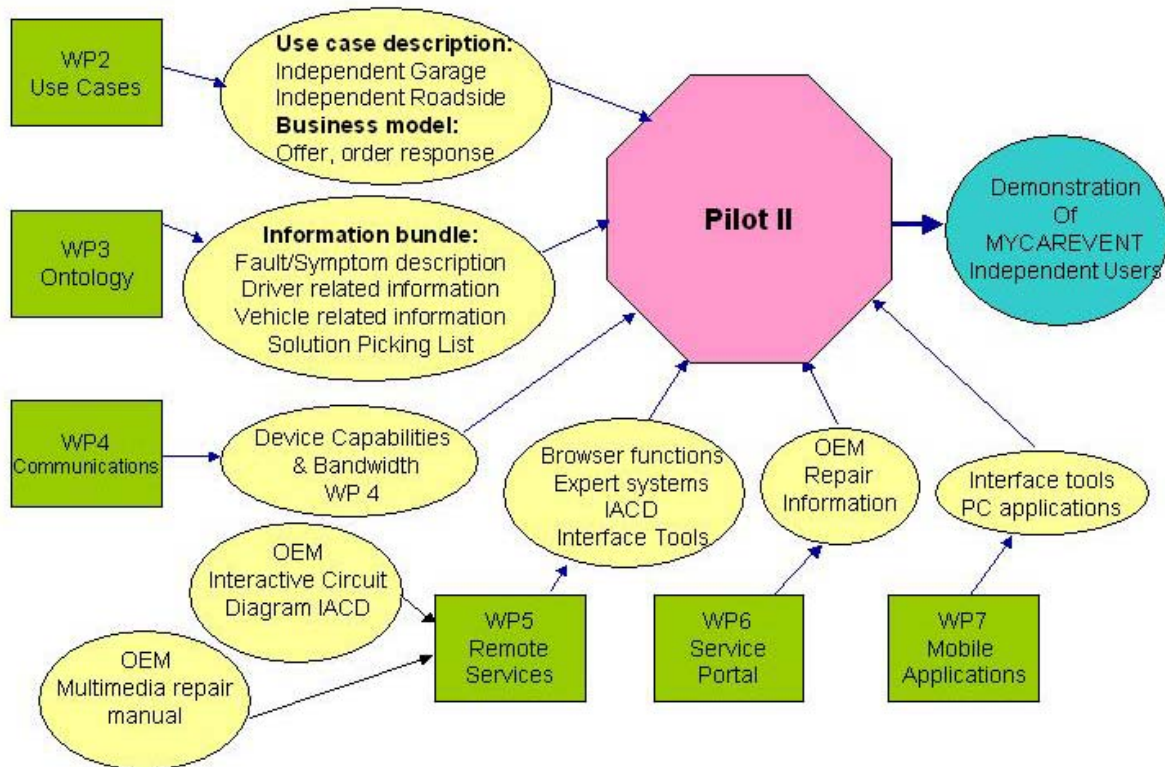 WP2
Use Cases
Use case description:
Independent Garage
Independent Roadside
Business model:
Offer, order response
Pilot II
Demonstration
Of
MYCAREVENT
Independent Users
WP3
Ontology
Information bundle:
Fault/Symptom description
Driver related information
Vehicle related information
Solution Picking List
WP4
Communications
Device Capabilities
& Bandwidth
WP 4
Browser functions
Expert systems
IACD
Interface Tools
OEM
Repair
Information
Interface tools
PC applications
OEM
Interactive Circuit
Diagram IACD
OEM
Multimedia repair
manual
WP5
Remote
Services
WP6
Service
Portal
WP7
Mobile
Applications